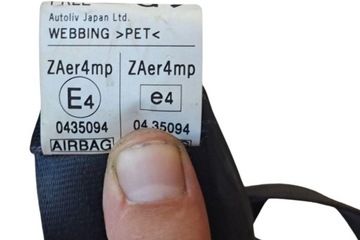 Autoliv Japan Ltd.
WEBBING >PET<
ZAer4mp ZAer4mp
E4 e4
0435094 04 35094
AIRBAG